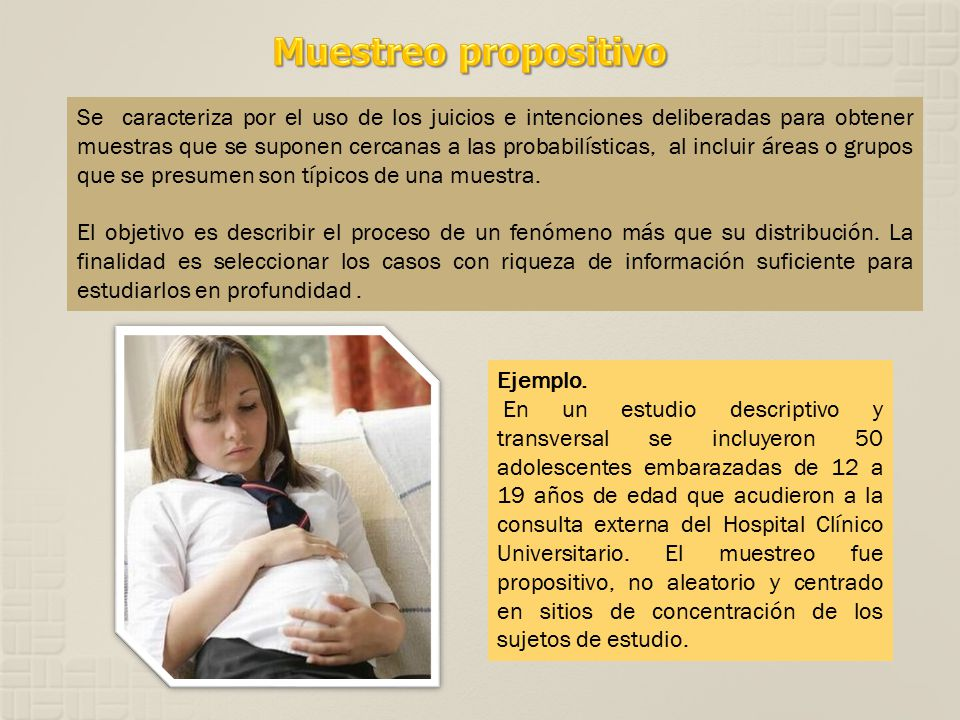 Muestreo propositivo
Se caracteriza por el uso de los juicios e intenciones deliberadas para obtener
muestras que se suponen cercanas a las probabilísticas, al incluir áreas o grupos
que se presumen son típicos de una muestra.
El objetivo es describir el proceso de un fenómeno más que su distribución. La
finalidad es seleccionar los casos con riqueza de información suficiente para
estudiarlos en profundidad .
Ejemplo.
En un estudio descriptivo y
transversal se incluyeron 50
adolescentes embarazadas de 12 a
19 años de edad que acudieron a la
consulta externa del Hospital Clínico
Universitario. El muestreo fue
propositivo, no aleatorio y centrado
en sitios de concentración de los
sujetos de estudio.